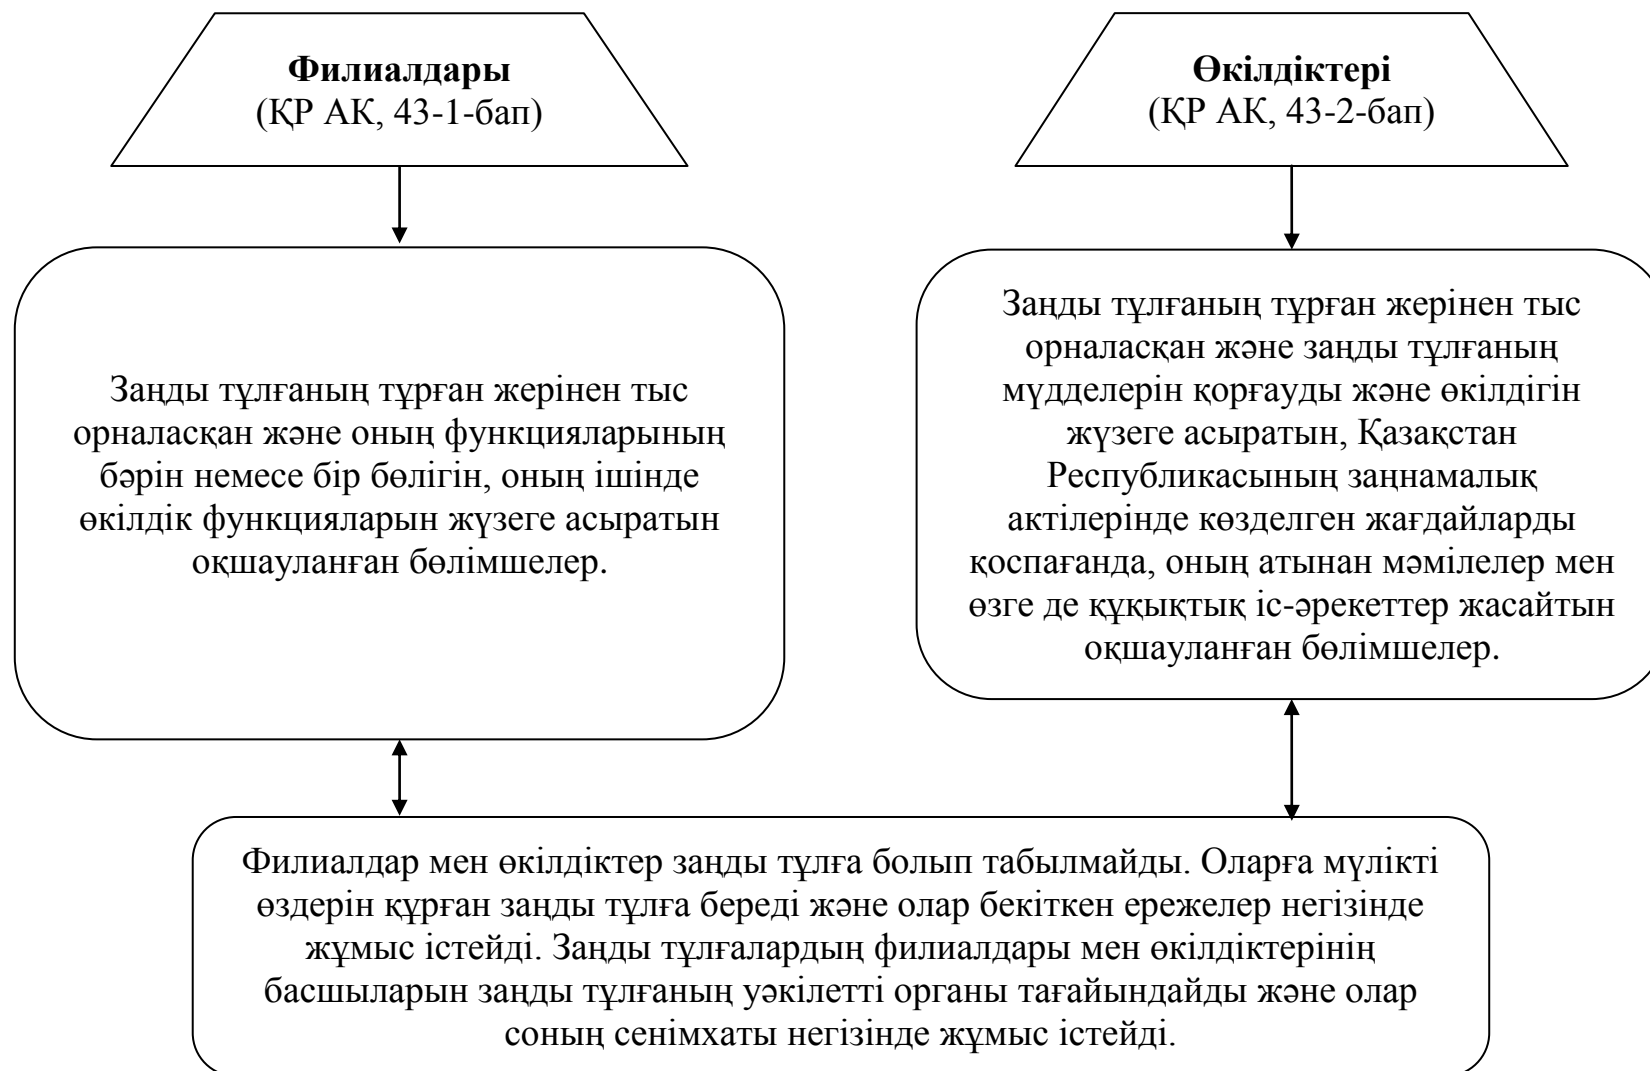 Филиалдары
(ҚР АК, 43-1-бап)
Өкілдіктері
(ҚР АК, 43-2-бап)
Заңды тұлғаның тұрған жерінен тыс
орналасқан және оның функцияларының
бәрін немесе бір бөлігін, оның ішінде
өкілдік функцияларын жүзеге асыратын
оқшауланған бөлімшелер.
Заңды тұлғаның тұрған жерінен тыс
орналасқан және заңды тұлғаның
мүдделерін қорғауды және өкілдігін
жүзеге асыратын, Қазақстан
Республикасының заңнамалық
актілерінде көзделген жағдайларды
қоспағанда, оның атынан мәмілелер мен
өзге де құқықтық іс-әрекеттер жасайтын
оқшауланған бөлімшелер.
Филиалдар мен өкілдіктер заңды тұлға болып табылмайды. Оларға мүлікті
өздерін құрған заңды тұлға береді және олар бекіткен ережелер негізінде
жұмыс істейді. Заңды тұлғалардың филиалдары мен өкілдіктерінің
басшыларын заңды тұлғаның уәкілетті органы тағайындайды және олар
соның сенімхаты негізінде жұмыс істейді.